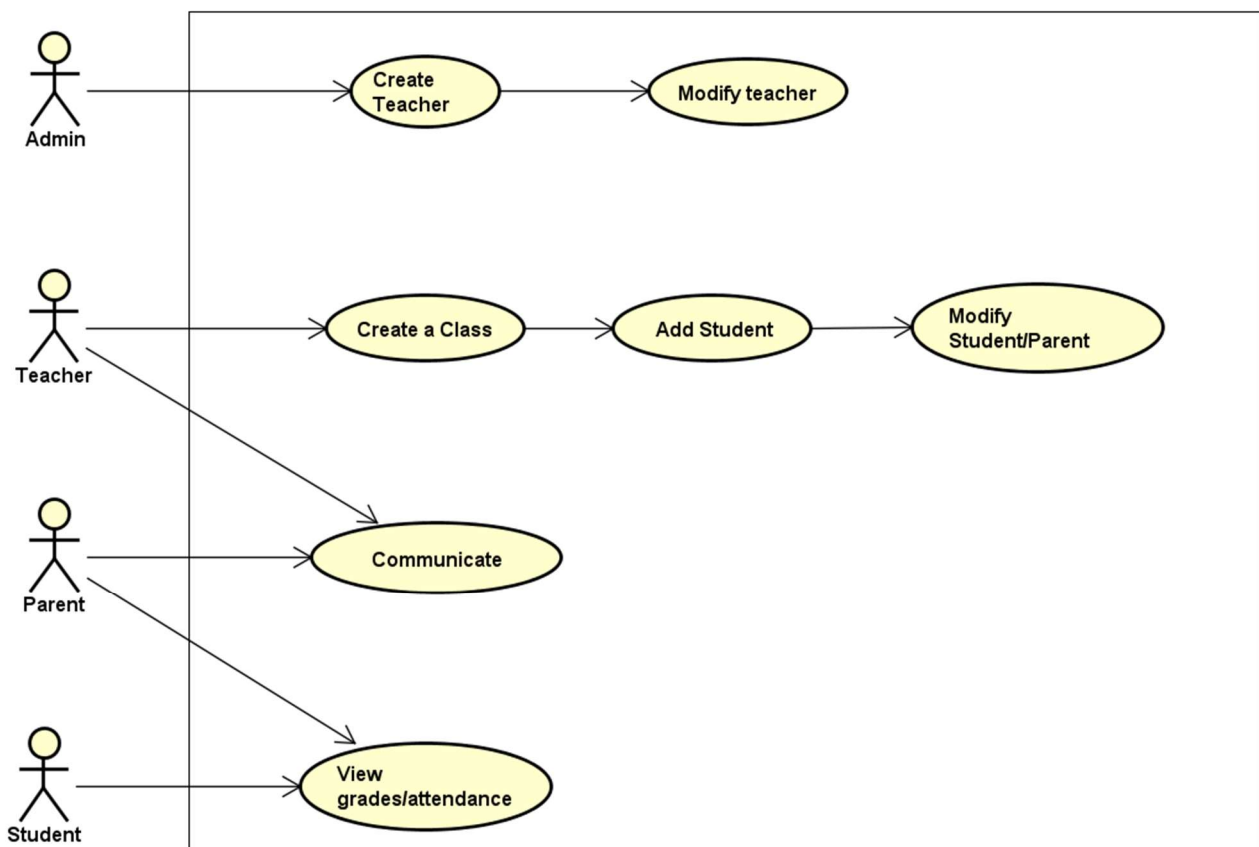 Admin
Create
Teacher
Modify teacher
Teacher
Create a Class
Add Student
Modify
Student/Parent
Parent
Communicate
Student
View
grades/attendance